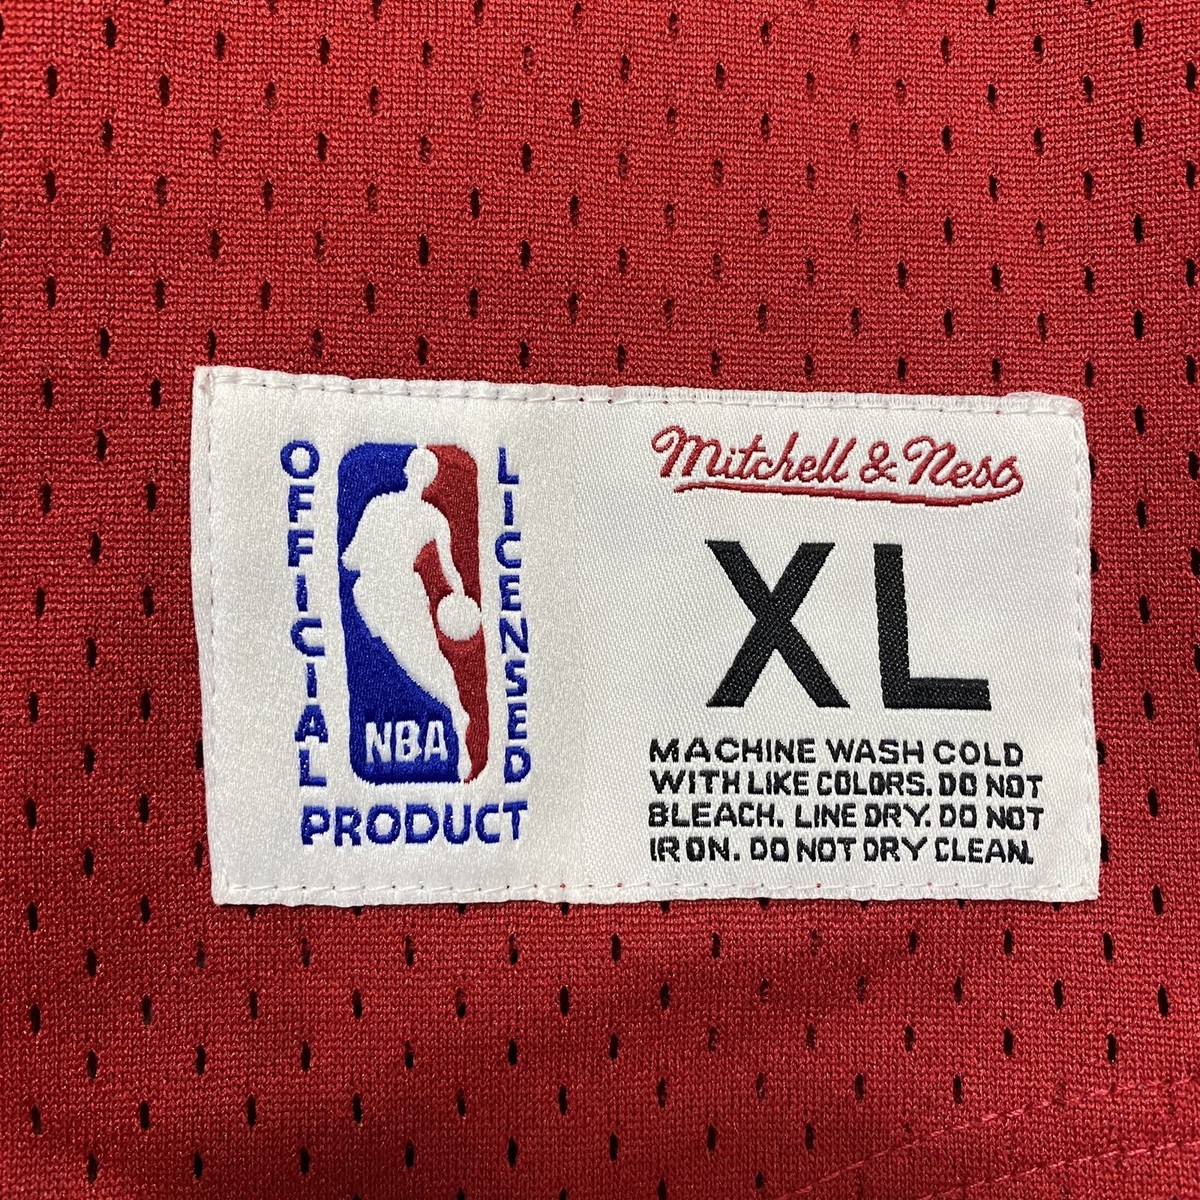 OFFICIAL
NBA
LICENSED
PRODUCT
Mitchell & Ness
XL
MACHINE WASH COLD
WITH LIKE COLORS. DO NOT
BLEACH. LINE DRY. DO NOT
IRON. DO NOT DRY CLEAN.